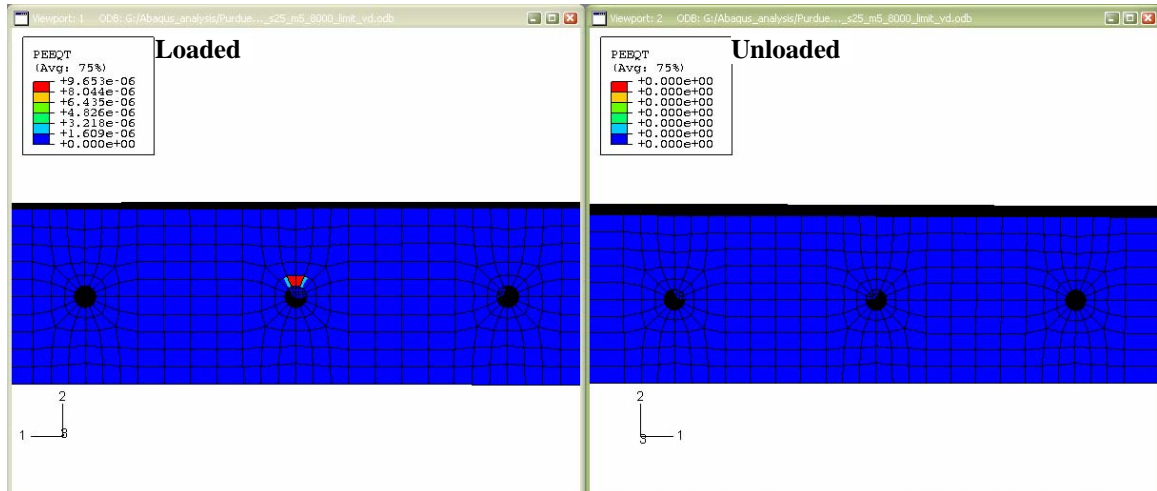 Viewport: 1 ODB: G:/Abaqus_analysis/Purdue..._s25_m5_8000_limit_vd.odb
Loaded
PEEQT
(Avg: 75%)
+9.653e-06
+8.044e-06
+6.435e-06
+4.826e-06
+3.218e-06
+1.609e-06
+0.000e+00
2
1
3
Viewport: 2 ODB: G:/Abaqus_analysis/Purdue..._s25_m5_8000_limit_vd.odb
Unloaded
PEEQT
(Avg: 75%)
+0.000e+00
+0.000e+00
+0.000e+00
+0.000e+00
+0.000e+00
+0.000e+00
+0.000e+00
2
3
1